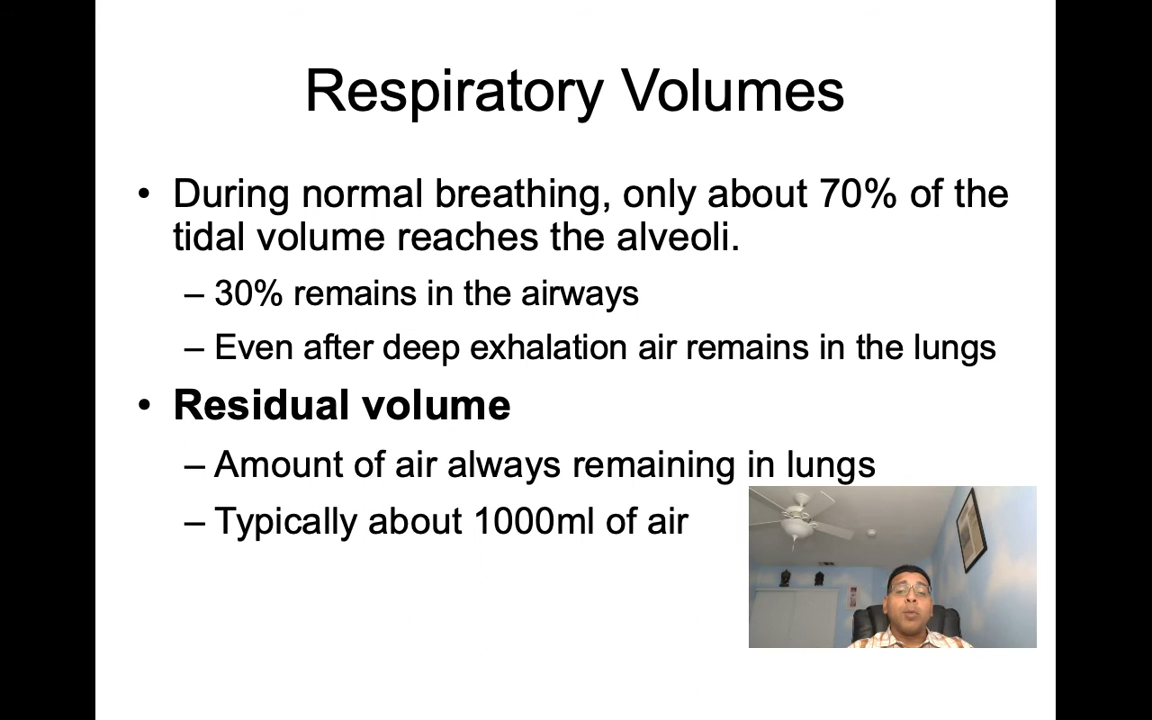 Respiratory Volumes
• During normal breathing, only about 70% of the
tidal volume reaches the alveoli.
– 30% remains in the airways
– Even after deep exhalation air remains in the lungs
• Residual volume
– Amount of air always remaining in lungs
– Typically about 1000ml of air